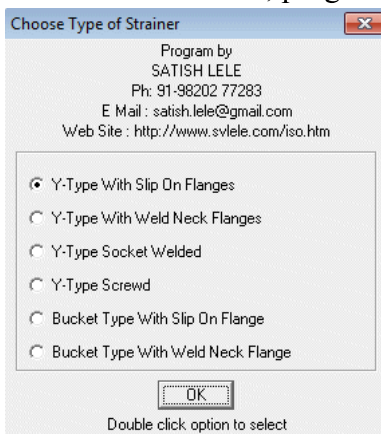 Choose Type of Strainer
Program by
SATISH LELE
Ph: 91-98202 77283
E Mail : satish.lele@gmail.com
Web Site : http://www.svlele.com/iso.htm
Y-Type With Slip On Flanges
Y-Type With Weld Neck Flanges
Y-Type Socket Welded
Y-Type Screwd
Bucket Type With Slip On Flange
Bucket Type With Weld Neck Flange
OK
Double click option to select